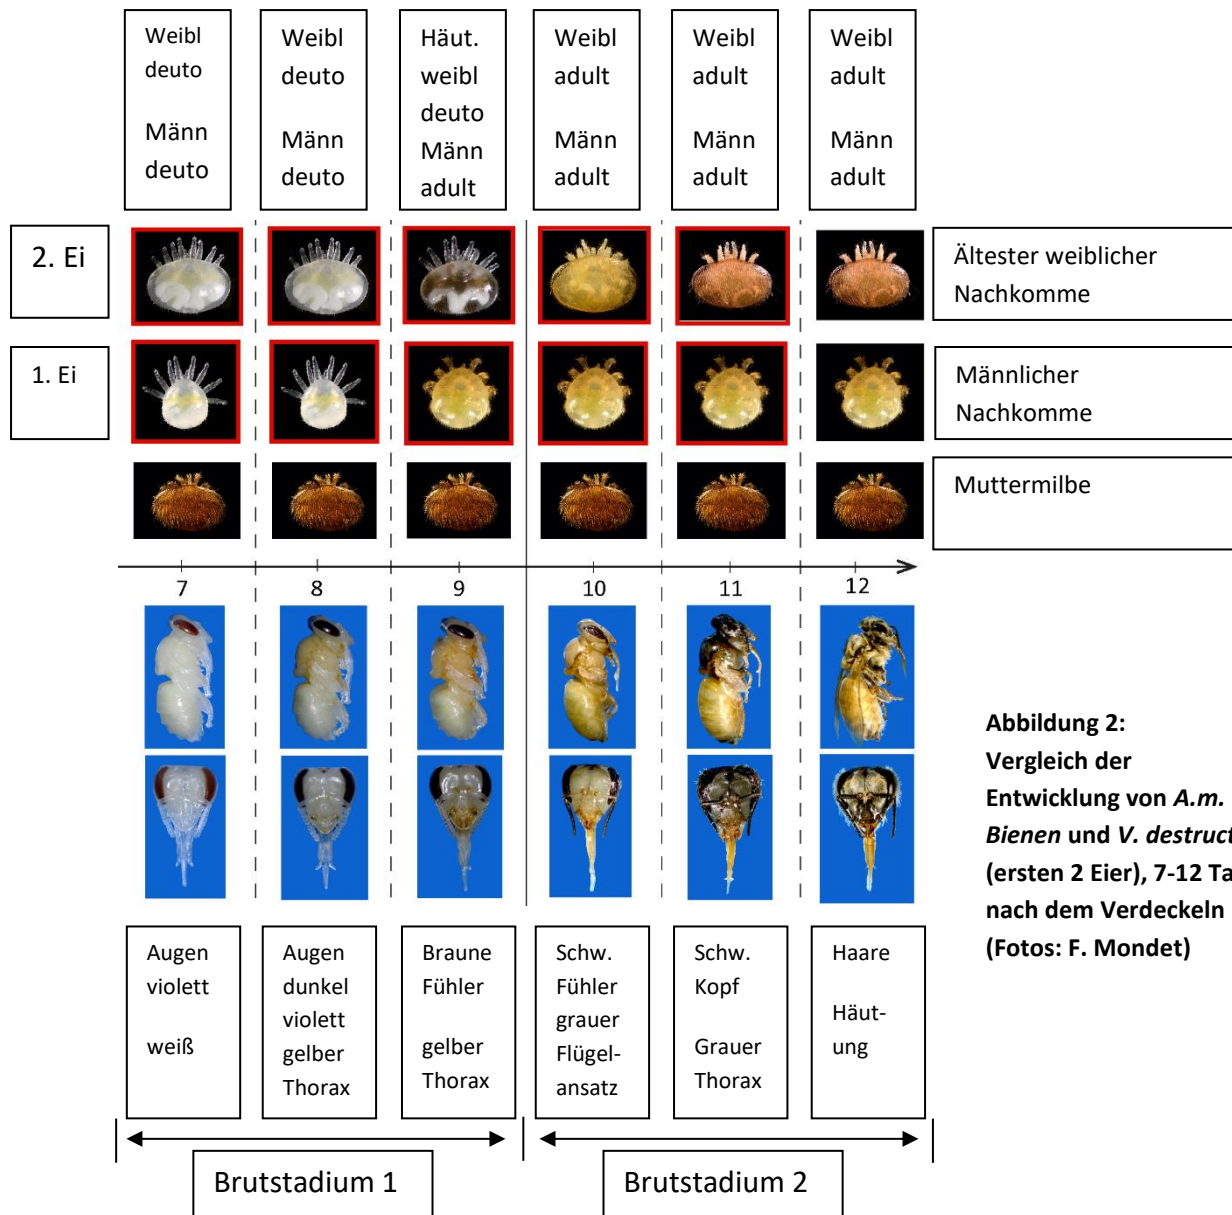 Weibl
deuto
Männ
deuto
Weibl
deuto
Männ
deuto
Häut.
weibl
deuto
Männ
adult
Weibl
adult
Männ
adult
Weibl
adult
Männ
adult
Weibl
adult
Männ
adult
2. Ei
Ältester weiblicher
Nachkomme
1. Ei
Männlicher
Nachkomme
Muttermilbe
7 8 9 10 11 12
Abbildung 2:
Vergleich der
Entwicklung von A.m.
Bienen und V. destruct
(ersten 2 Eier), 7-12 Ta
nach dem Verdeckeln
(Fotos: F. Mondet)
Augen
violett
weiß
Augen
dunkel
violett
gelber
Thorax
Braune
Fühler
gelber
Thorax
Schw.
Fühler
grauer
Flügel-
ansatz
Schw.
Kopf
Grauer
Thorax
Haare
Häut-
ung
Brutstadium 1
Brutstadium 2